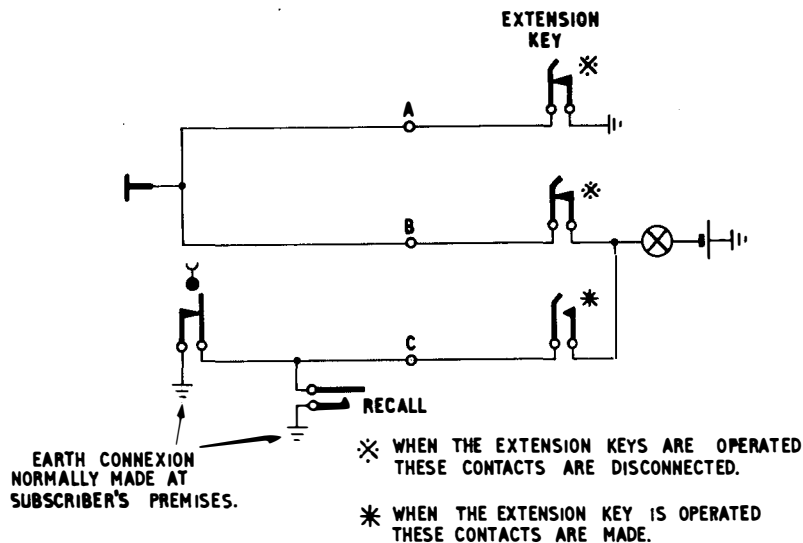 EXTENSION
KEY
A
B
C
RECALL
EARTH CONNEXION
NORMALLY MADE AT
SUBSCRIBER'S PREMISES.
※ WHEN THE EXTENSION KEYS ARE OPERATED
THESE CONTACTS ARE DISCONNECTED.
* WHEN THE EXTENSION KEY IS OPERATED
THESE CONTACTS ARE MADE.